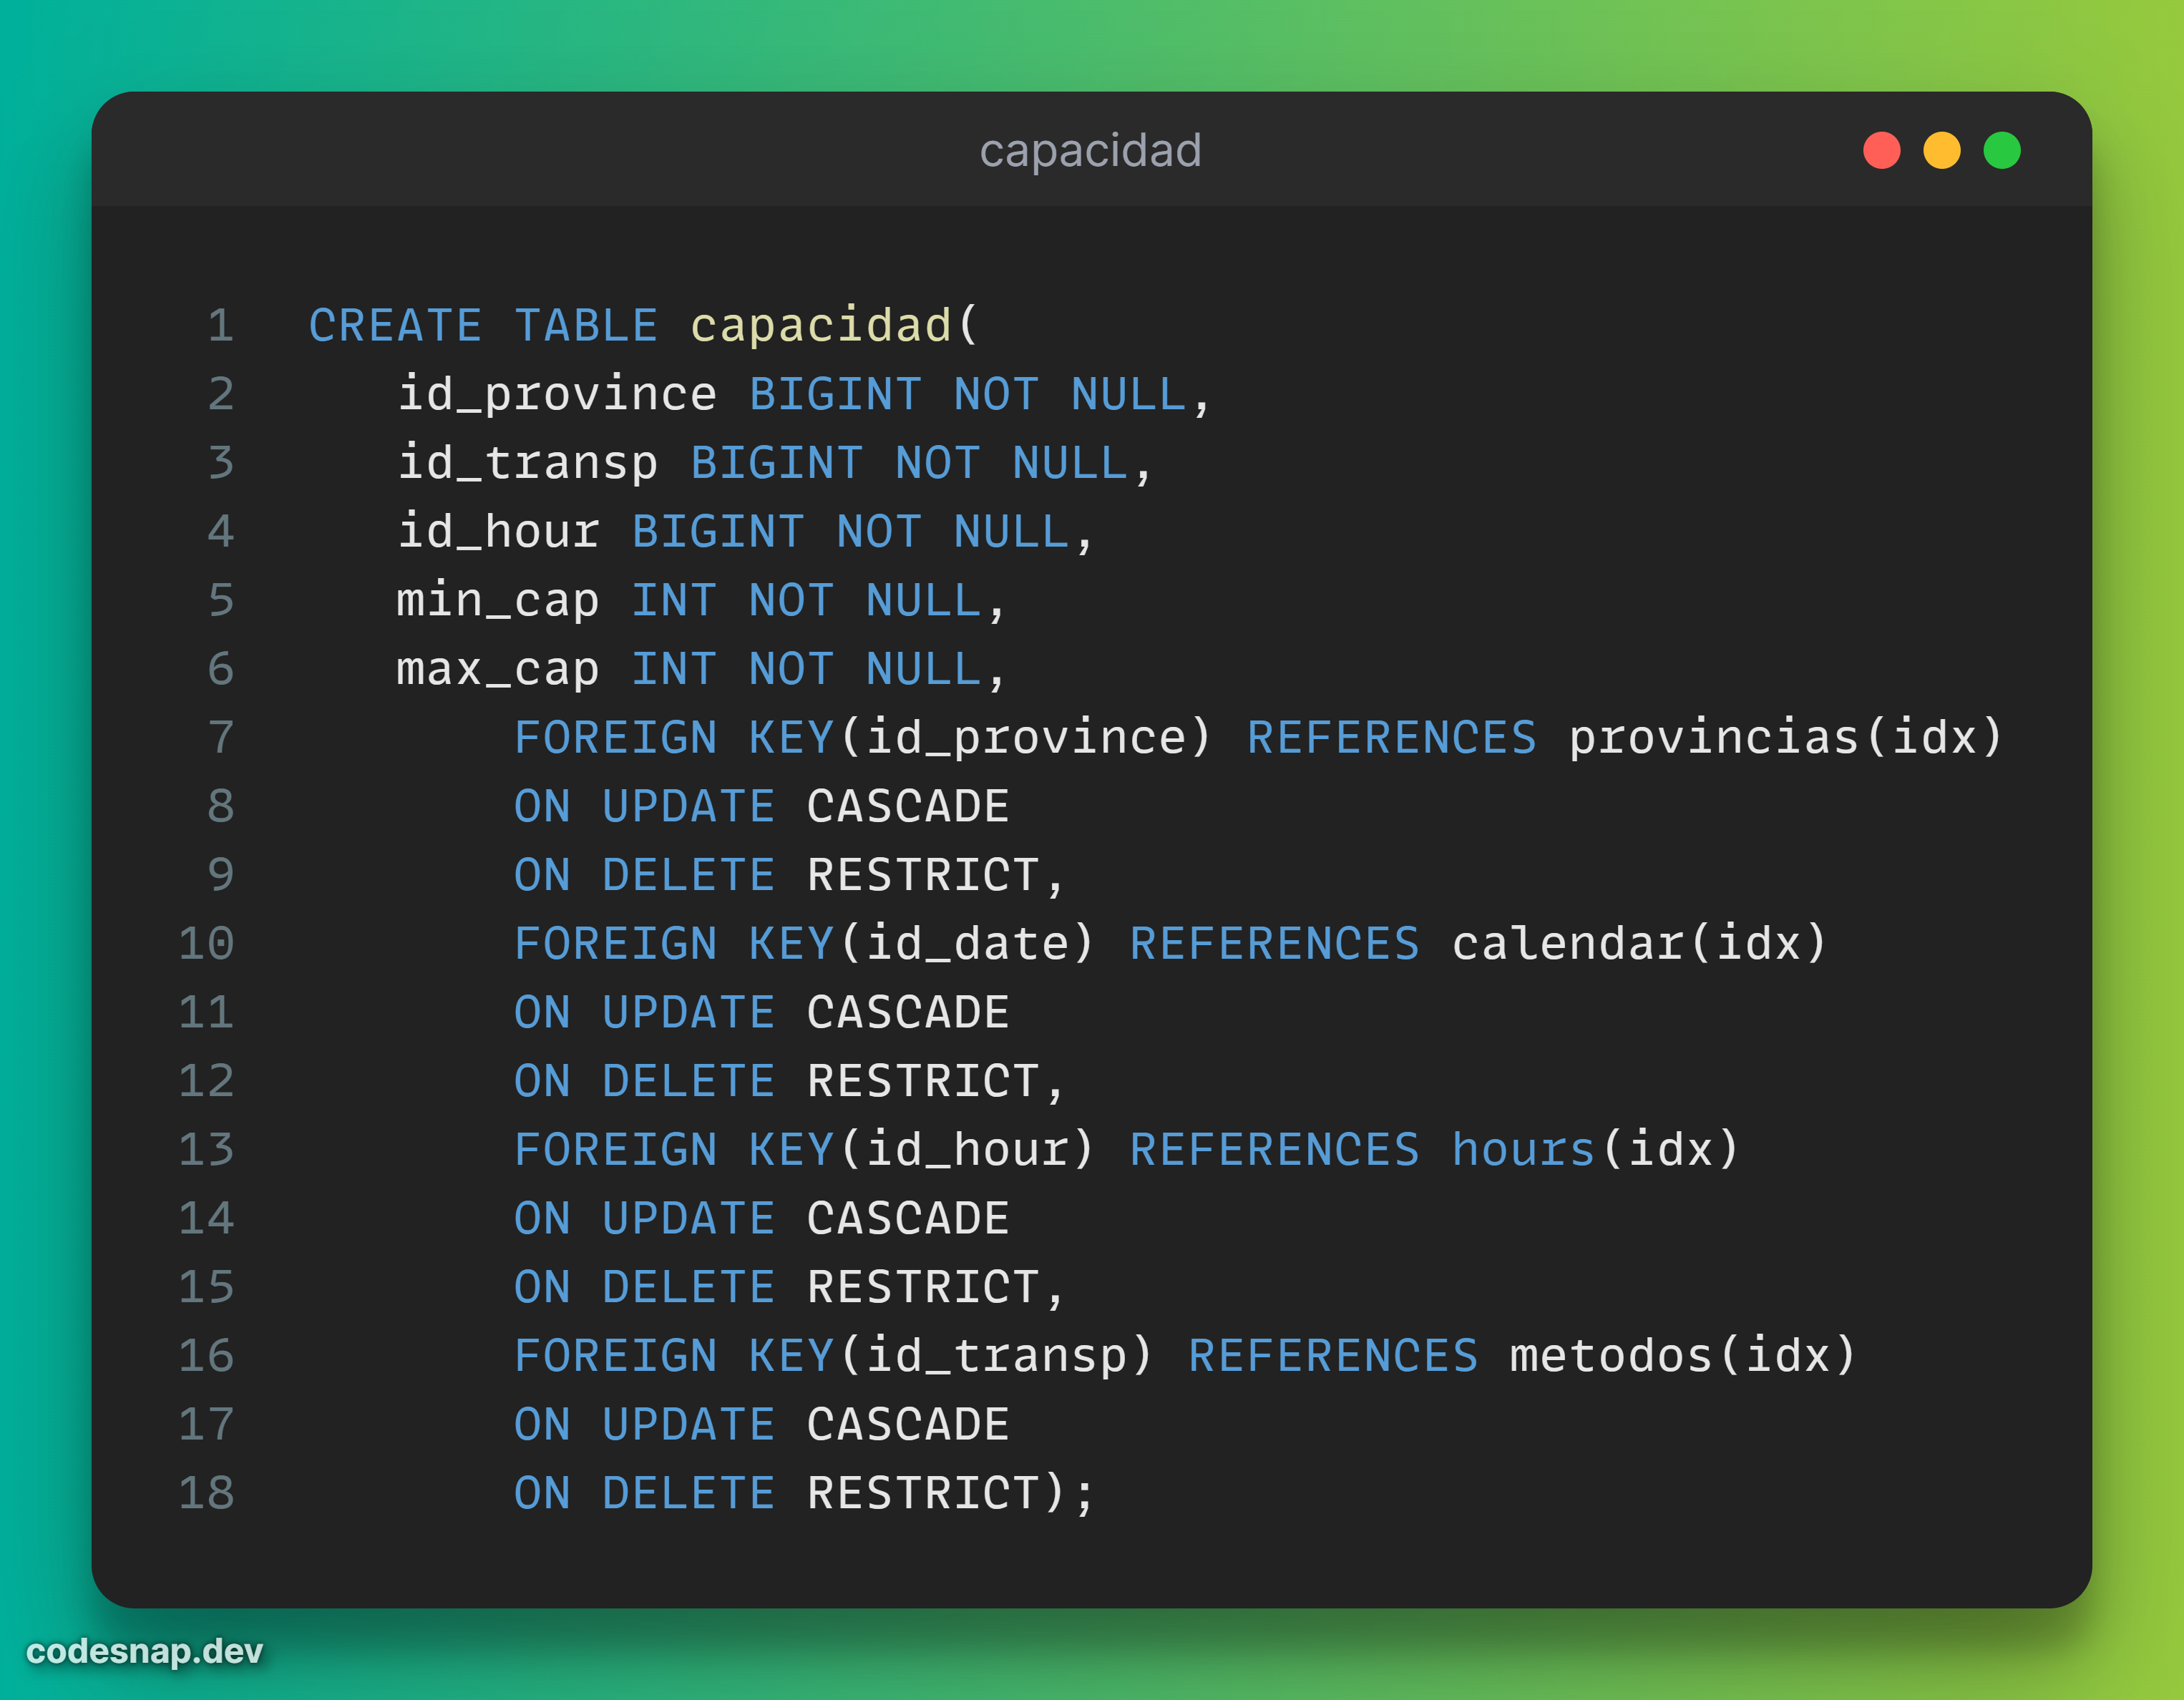 capacidad
1 CREATE TABLE capacidad(
2 id_province BIGINT NOT NULL,
3 id_transp BIGINT NOT NULL,
4 id_hour BIGINT NOT NULL,
5 min_cap INT NOT NULL,
6 max_cap INT NOT NULL,
7 FOREIGN KEY(id_province) REFERENCES provincias(idx)
8 ON UPDATE CASCADE
9 ON DELETE RESTRICT,
10 FOREIGN KEY(id_date) REFERENCES calendar(idx)
11 ON UPDATE CASCADE
12 ON DELETE RESTRICT,
13 FOREIGN KEY(id_hour) REFERENCES hours(idx)
14 ON UPDATE CASCADE
15 ON DELETE RESTRICT,
16 FOREIGN KEY(id_transp) REFERENCES metodos(idx)
17 ON UPDATE CASCADE
18 ON DELETE RESTRICT);
codesnap.dev